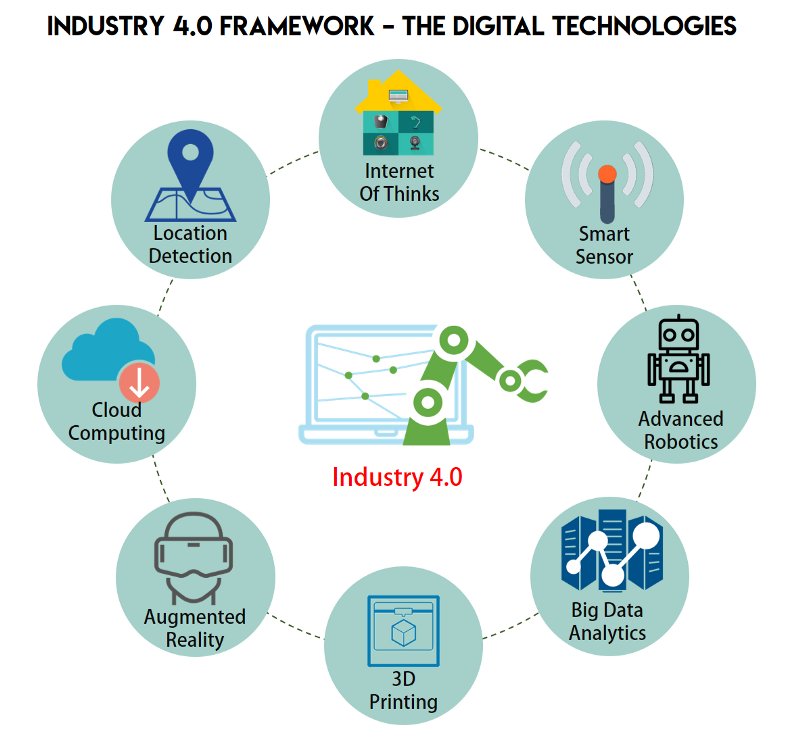 INDUSTRY 4.0 FRAMEWORK – THE DIGITAL TECHNOLOGIES
Internet
Of Thinks
Smart
Sensor
Advanced
Robotics
Big Data
Analytics
3D
Printing
Augmented
Reality
Cloud
Computing
Location
Detection
Industry 4.0